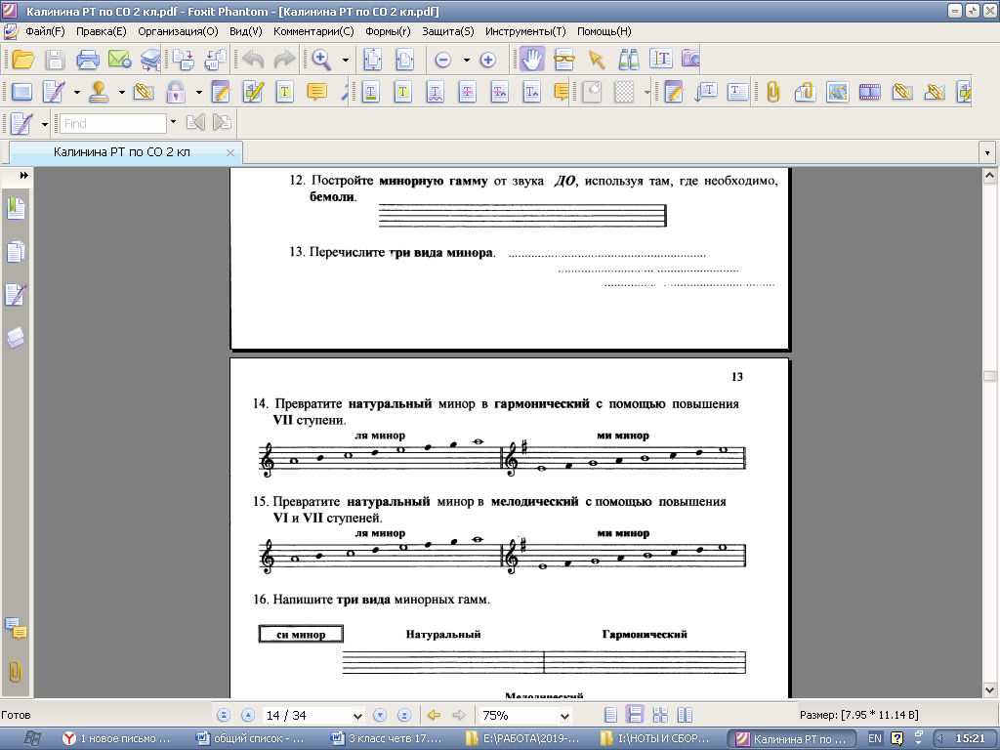 Калинина РТ по СО 2 кл.pdf - Foxit Phantom - [Калинина РТ по СО 2 кл.pdf]
Файл(F) Правка(E) Организация(O) Вид(V) Комментарии(C) Формы(r) Защита(S) Инструменты(T) Помощь(H)
Find
Калинина РТ по СО 2 кл
12. Постройте минорную гамму от звука ДО, используя там, где необходимо,
бемоли.
13. Перечислите три вида минора.
13
14. Превратите натуральный минор в гармонический с помощью повышения
VII ступени.
ля минор ми минор
15. Превратите натуральный минор в мелодический с помощью повышения
VI и VII ступеней.
ля минор ми минор
16. Напишите три вида минорных гамм.
си минор Натуральный Гармонический
Мелодический
Готово 14 / 34 75% Размер: [7.95 * 11.14 В]
1 новое письмо ... общий список - ... 3 класс четв 17.... E:\РАБОТА\2019-... I:\НОТЫ И СБОР... Калинина РТ по ... EN 15:21